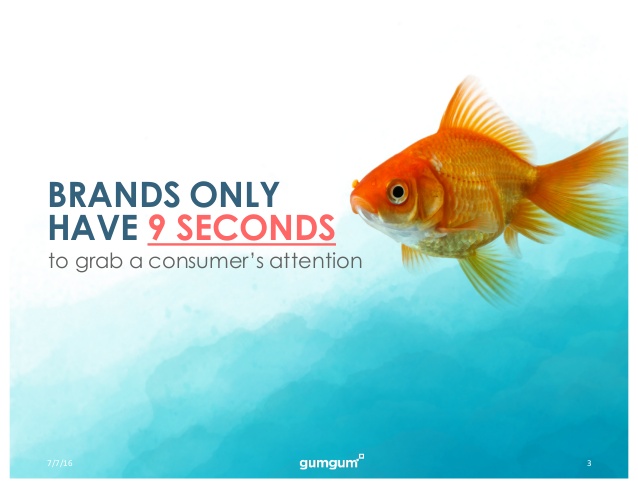 BRANDS ONLY
HAVE 9 SECONDS
to grab a consumer’s attention
7/7/16 gumgum 3